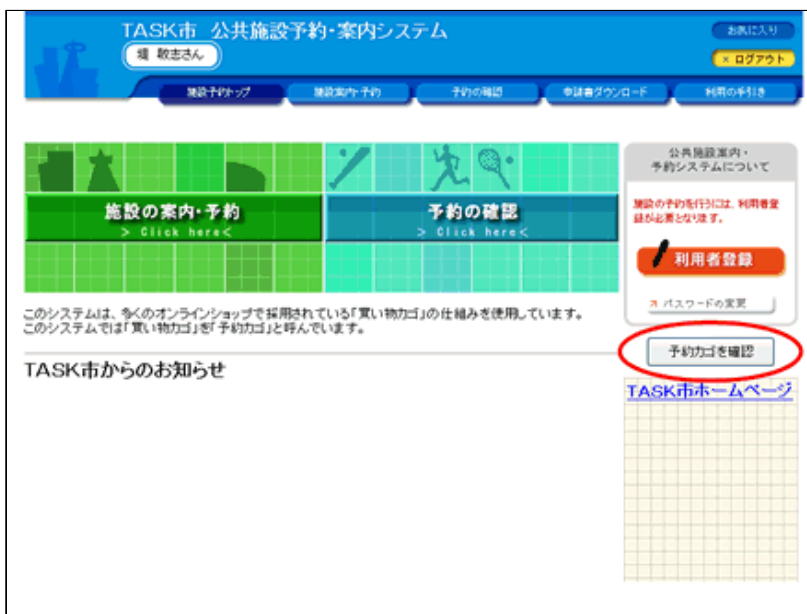 TASK市 公共施設予約・案内システム
お気に入り
堀 敏志さん
× ログアウト
施設予約トップ
施設案内・予約
予約の確認
申請書ダウンロード
利用の手引き
公共施設案内・
予約システムについて
施設の予約を行うには、利用者登
録が必要となります。
施設の案内・予約
> Click here<
予約の確認
> Click here<
利用者登録
パスワードの変更
このシステムは、多くのオンラインショップで採用されている「買い物カゴ」の仕組みを使用しています。
このシステムでは「買い物カゴ」を「予約カゴ」と呼んでいます。
予約カゴを確認
TASK市からのお知らせ
TASK市ホームページ